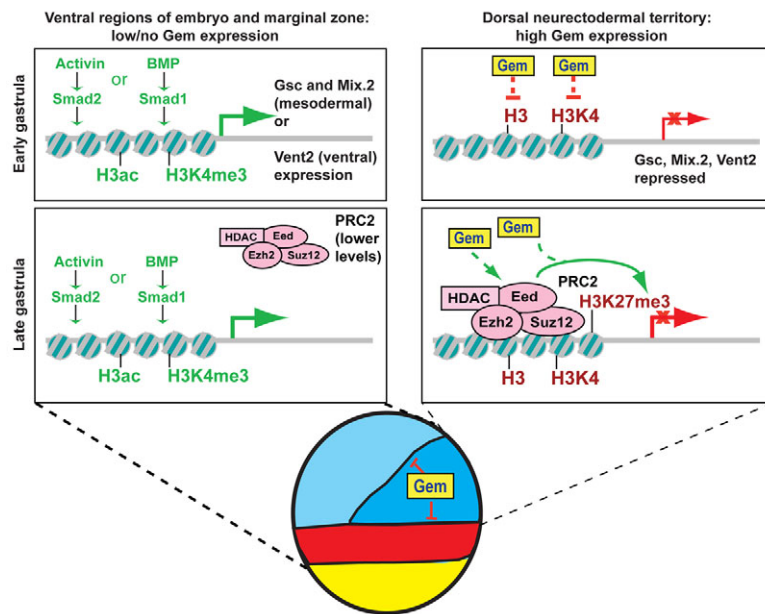 Ventral regions of embryo and marginal zone:
low/no Gem expression
Dorsal neurectodermal territory:
high Gem expression
Early gastrula
Activin
or
BMP
Smad2
Smad1
Gsc and Mix.2
(mesodermal)
or
Vent2 (ventral)
expression
H3ac
H3K4me3
Gem
Gem
H3
H3K4
Gsc, Mix.2, Vent2
repressed
Late gastrula
Activin
or
BMP
Smad2
Smad1
HDAC
Eed
Ezh2
Suz12
PRC2
(lower
levels)
H3ac
H3K4me3
Gem
Gem
PRC2
HDAC
Eed
Ezh2
Suz12
H3K27me3
H3
H3K4
Gem